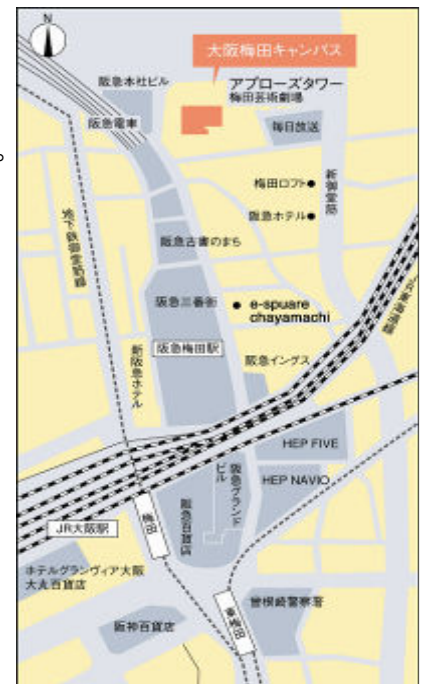 N
大阪梅田キャンパス
阪急本社ビル
アプローズタワー
梅田芸術劇場
阪急電車
毎日放送
梅田ロフト
新御堂筋
阪急ホテル
地下鉄御堂筋線
阪急古書のまち
JR東海道線
阪急三番街
e-spuare
chayamachi
阪急梅田駅
新阪急ホテル
阪急イングス
HEP FIVE
阪急グランド
ビル
HEP NAVIO
梅田
阪急百貨店
JR大阪駅
ホテルグランヴィア大阪
大丸百貨店
東梅田
曽根崎警察署
阪神百貨店
。